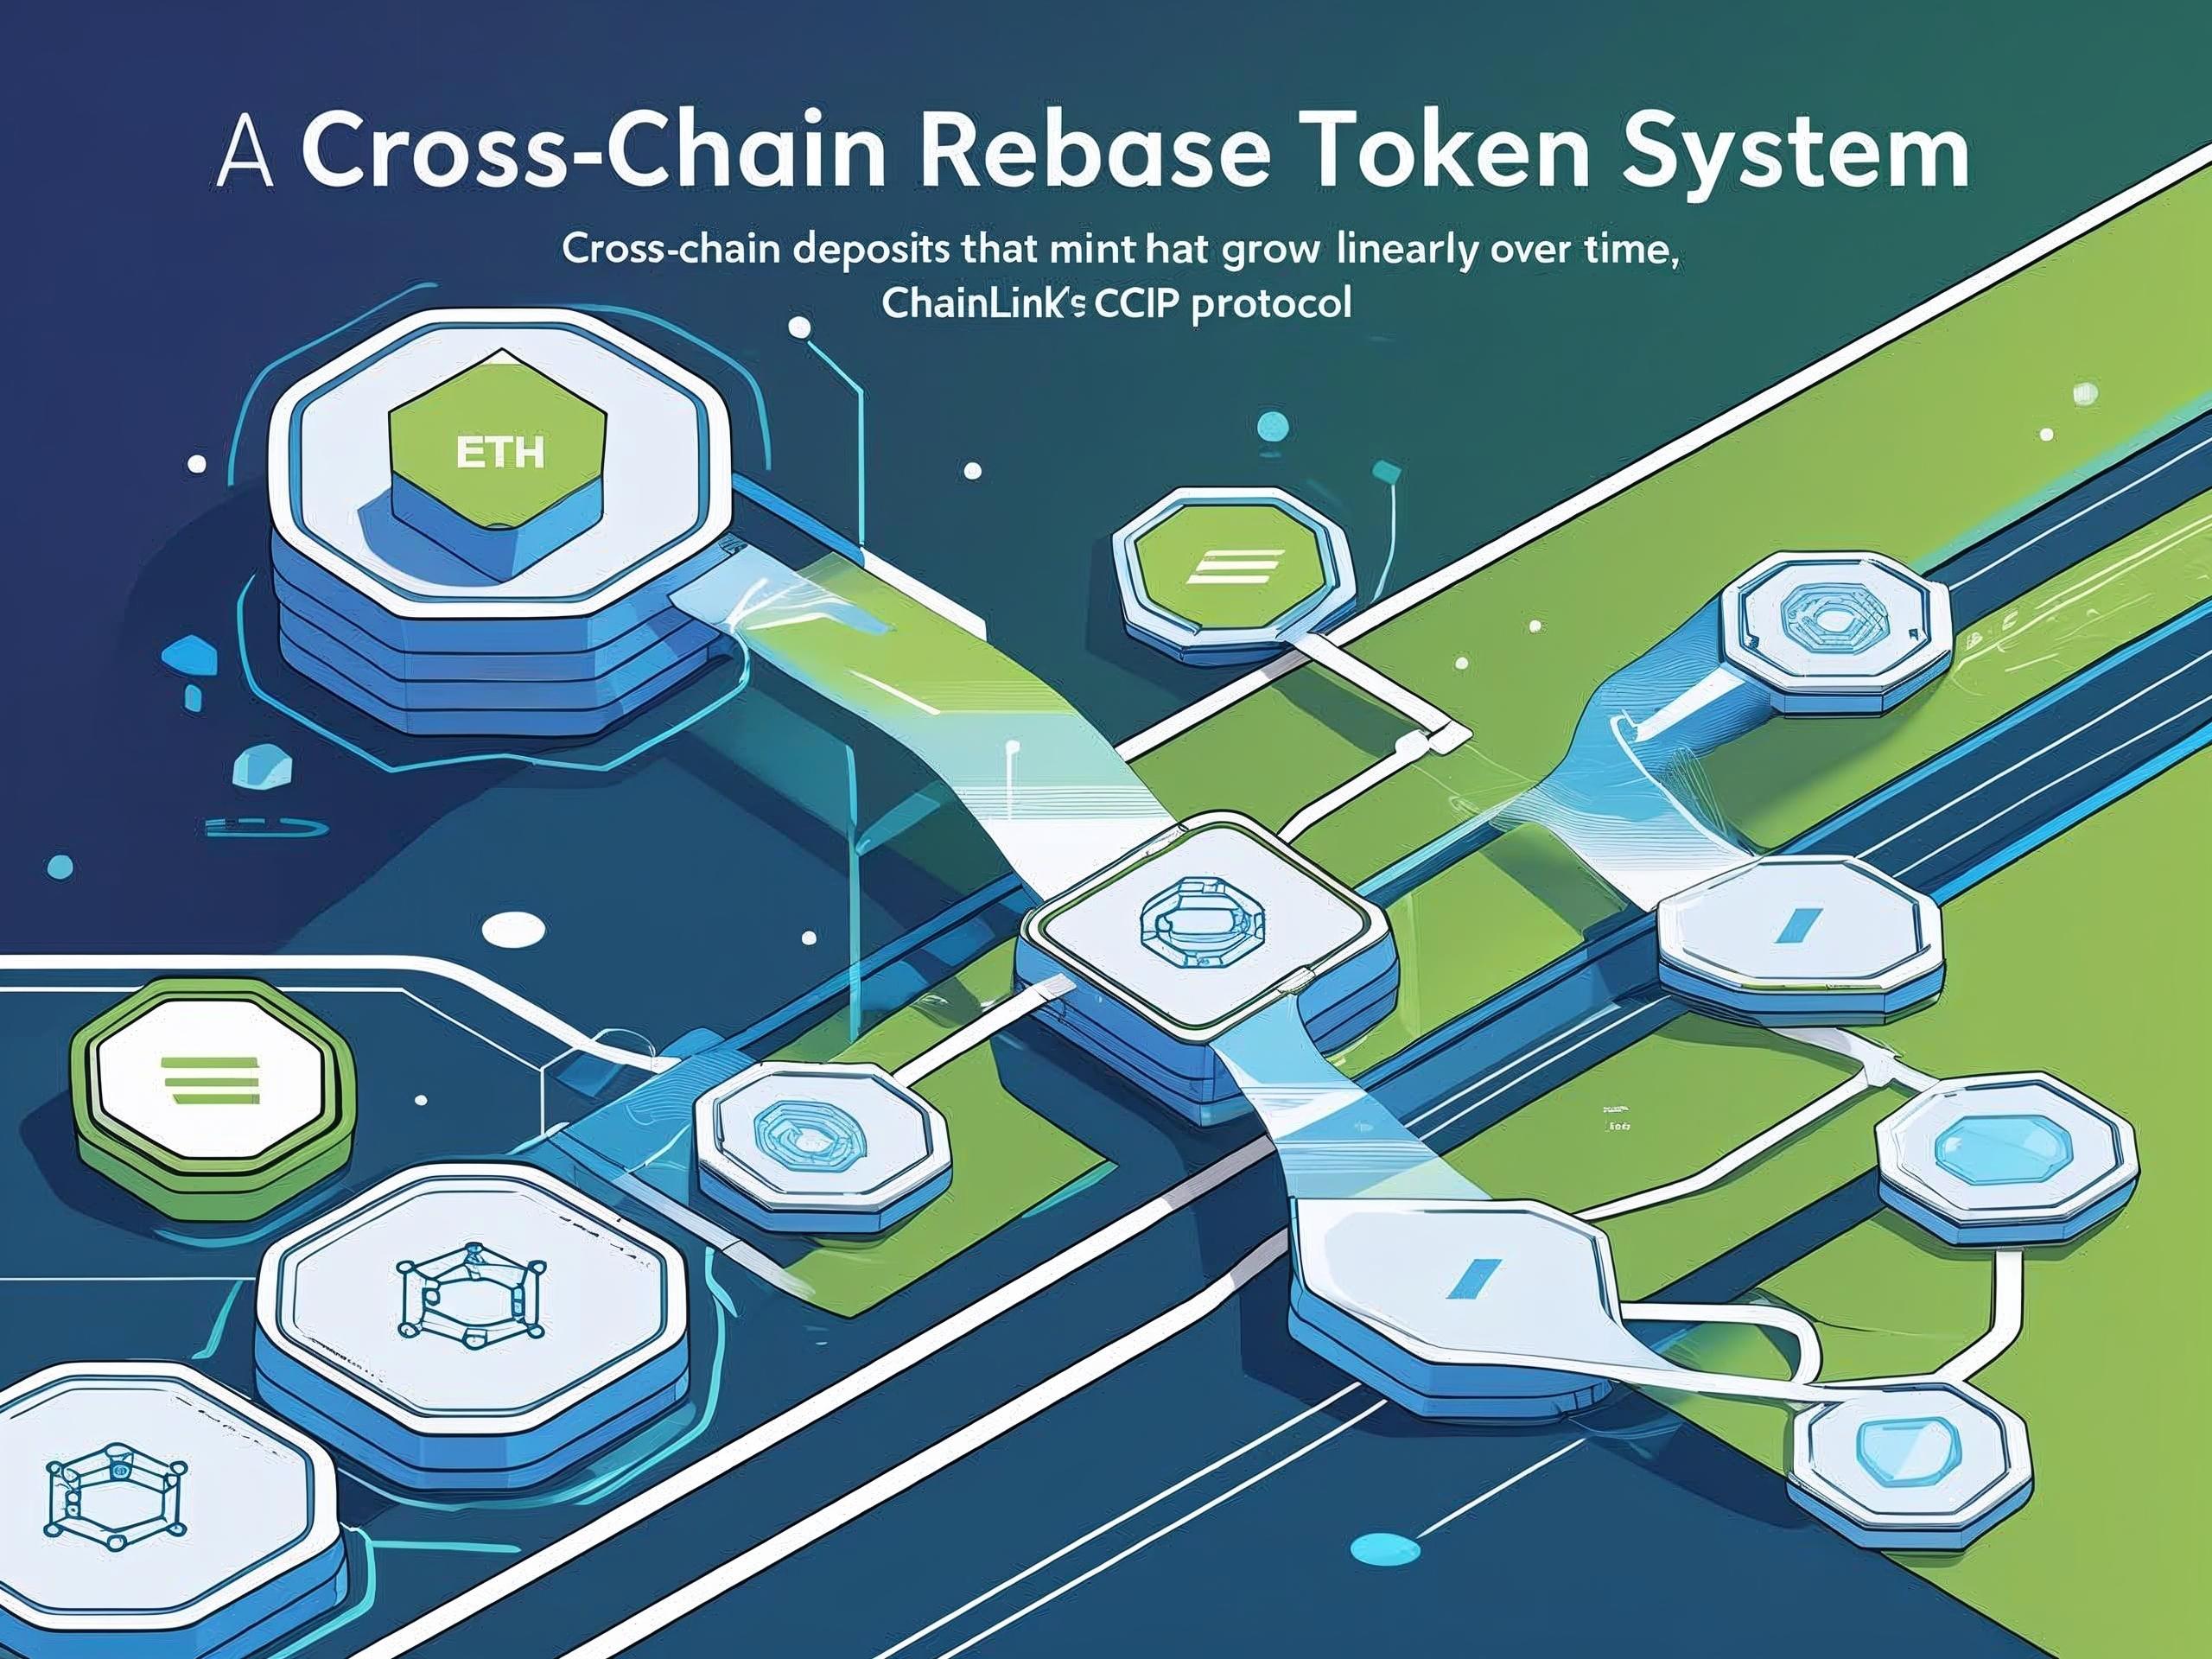 A Cross-Chain Rebase Token System
Cross-chain deposits that mint hat grow linearly over time,
ChainLink's CCIP protocol
ETH